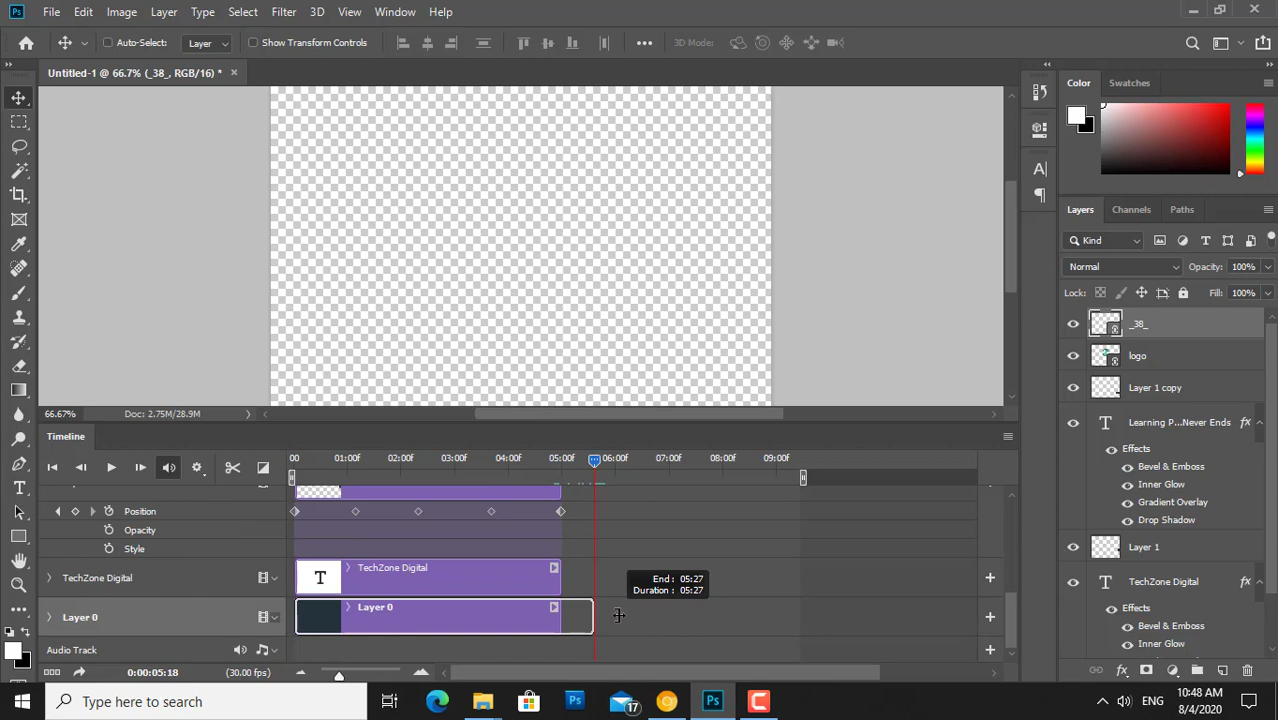 Ps File Edit Image Layer Type Select Filter 3D View Window Help
Auto-Select: Layer Show Transform Controls 3D Mode:
Untitled-1 @ 66.7% (_38_, RGB/16) *
Color Swatches
Layers Channels Paths
Kind
Normal Opacity: 100%
Lock: Fill: 100%
_38_
logo
Layer 1 copy
Learning P...Never Ends fx
Effects
Bevel & Emboss
Inner Glow
Gradient Overlay
Drop Shadow
Layer 1
TechZone Digital fx
Effects
Bevel & Emboss
Inner Glow
66.67% Doc: 2.75M/28.9M
Timeline
00 01:00f 02:00f 03:00f 04:00f 05:00f 06:00f 07:00f 08:00f 09:00f
Position
Opacity
Style
TechZone Digital T TechZone Digital
End : 05:27
Duration : 05:27
Layer 0 Layer 0
Audio Track
0:00:05:18 (30.00 fps)
Type here to search 17 ENG 10:48 AM
8/4/2020